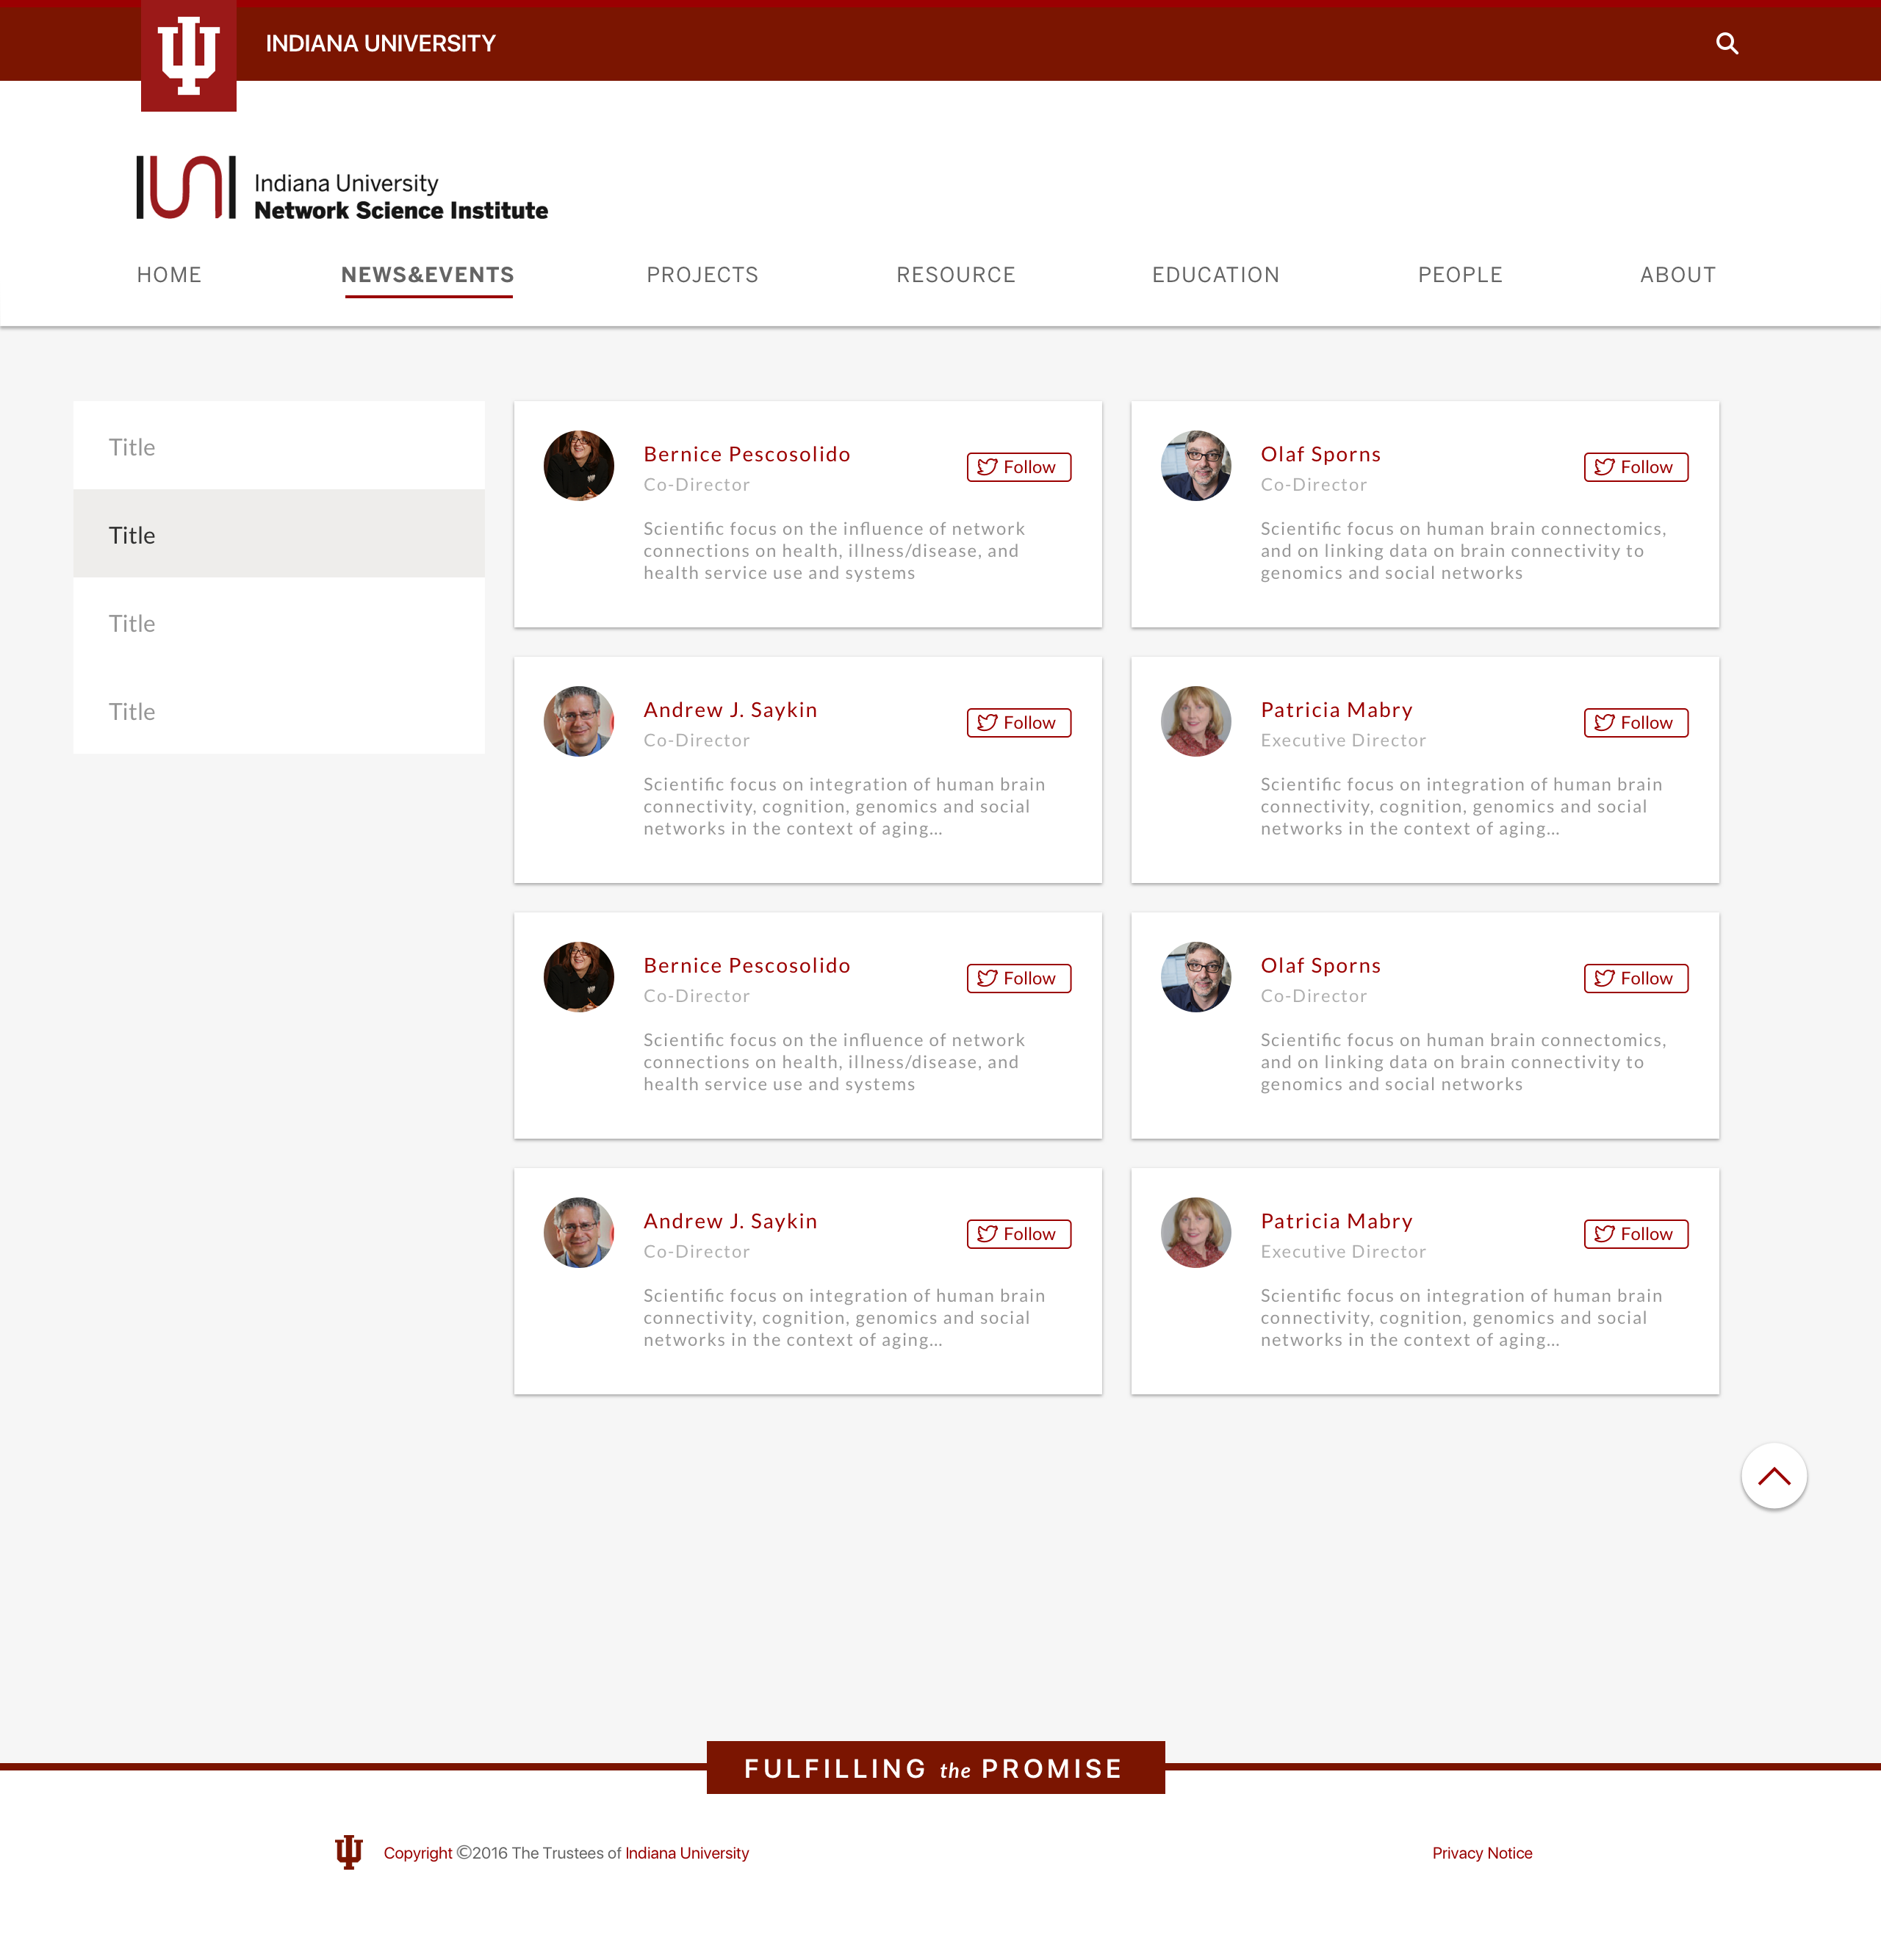 INDIANA UNIVERSITY
Indiana University
Network Science Institute
HOME
NEWS&EVENTS
PROJECTS
RESOURCE
EDUCATION
PEOPLE
ABOUT
Title
Title
Title
Title
Bernice Pescosolido
Follow
Co-Director
Scientific focus on the influence of network
connections on health, illness/disease, and
health service use and systems
Olaf Sporns
Follow
Co-Director
Scientific focus on human brain connectomics,
and on linking data on brain connectivity to
genomics and social networks
Andrew J. Saykin
Follow
Co-Director
Scientific focus on integration of human brain
connectivity, cognition, genomics and social
networks in the context of aging...
Patricia Mabry
Follow
Executive Director
Scientific focus on integration of human brain
connectivity, cognition, genomics and social
networks in the context of aging...
Bernice Pescosolido
Follow
Co-Director
Scientific focus on the influence of network
connections on health, illness/disease, and
health service use and systems
Olaf Sporns
Follow
Co-Director
Scientific focus on human brain connectomics,
and on linking data on brain connectivity to
genomics and social networks
Andrew J. Saykin
Follow
Co-Director
Scientific focus on integration of human brain
connectivity, cognition, genomics and social
networks in the context of aging...
Patricia Mabry
Follow
Executive Director
Scientific focus on integration of human brain
connectivity, cognition, genomics and social
networks in the context of aging...
FULFILLING the PROMISE
Copyright ©2016 The Trustees of Indiana University
Privacy Notice